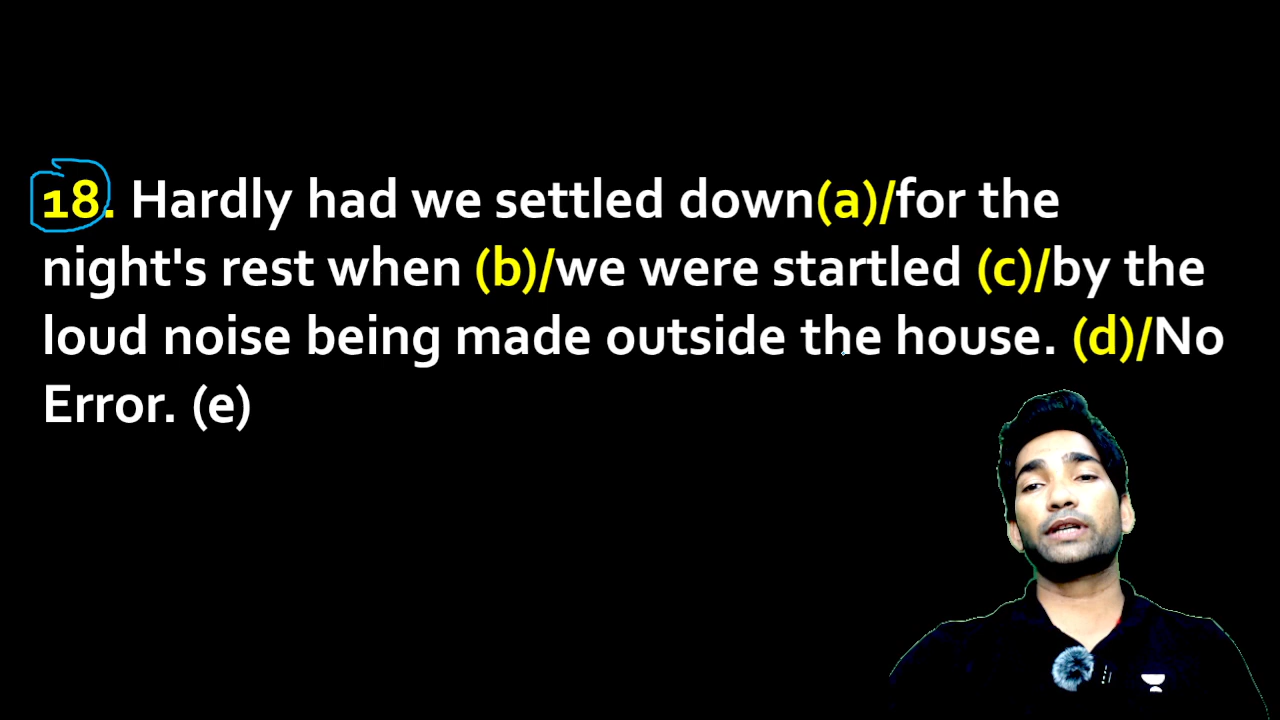 18. Hardly had we settled down(a)/for the
night's rest when (b)/we were startled (c)/by the
loud noise being made outside the house. (d)/No
Error. (e)